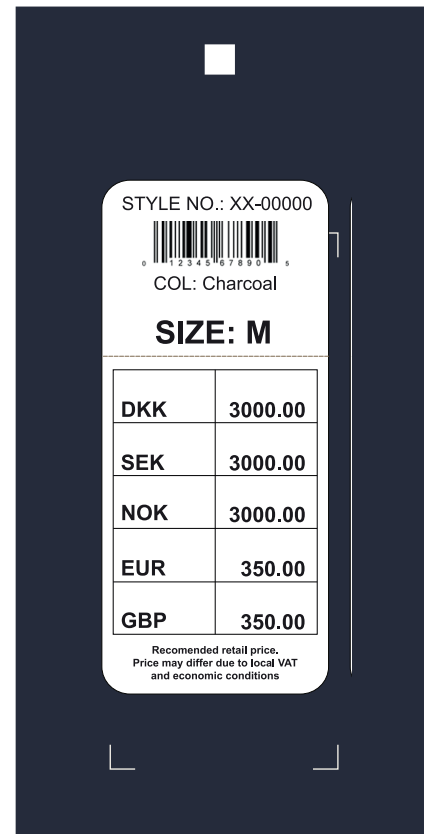 STYLE NO.: XX-00000
0 12345 67890 5
COL: Charcoal
SIZE: M
DKK 3000.00
SEK 3000.00
NOK 3000.00
EUR 350.00
GBP 350.00
Recomended retail price.
Price may differ due to local VAT
and economic conditions